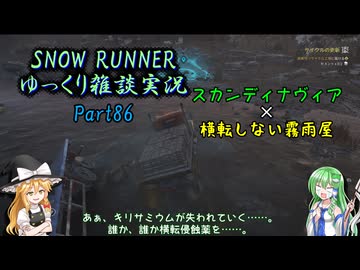 SNOW RUNNER
ゆっくり雑談実況
Part86
スカンディナヴィア
×
横転しない霧雨屋
あぁ、キリサミウムが失われていく……。
誰か、誰か横転侵蝕薬を……。